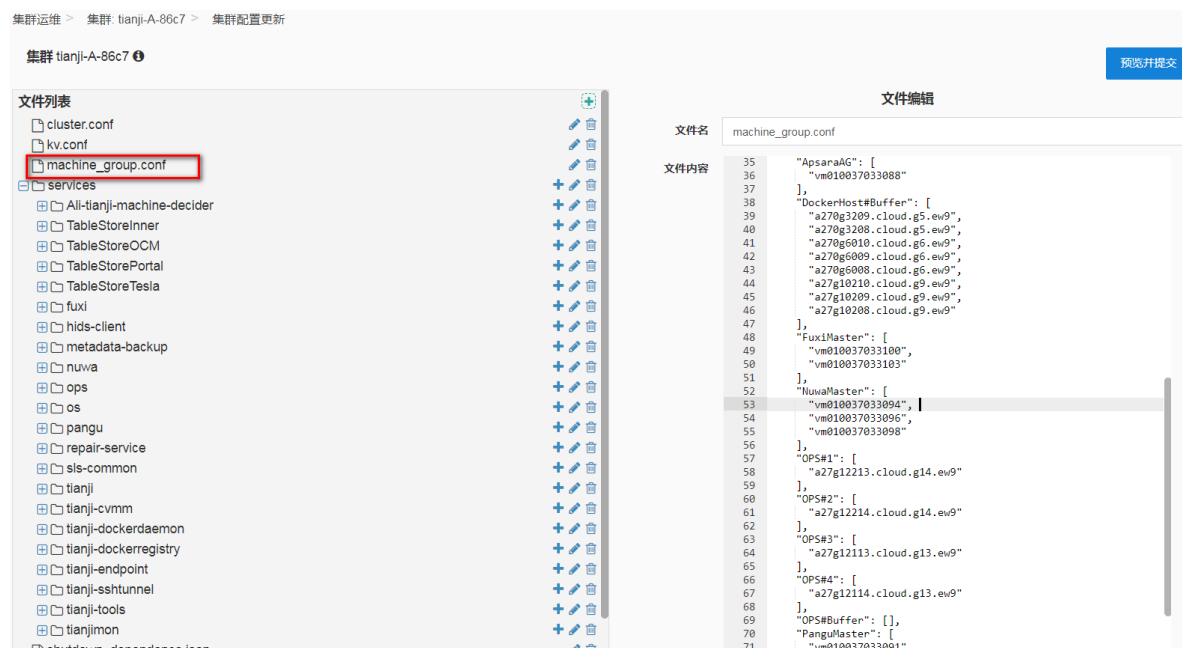 集群运维 > 集群: tianji-A-86c7 > 集群配置更新
集群 tianji-A-86c7
预览并提交
文件列表
cluster.conf
kv.conf
machine_group.conf
services
Ali-tianji-machine-decider
TableStoreInner
TableStoreOCM
TableStorePortal
TableStoreTesla
fuxi
hids-client
metadata-backup
nuwa
ops
os
pangu
repair-service
sls-common
tianji
tianji-cvmm
tianji-dockerdaemon
tianji-dockerregistry
tianji-endpoint
tianji-sshtunnel
tianji-tools
tianjimon
shutdown_dependence.json
文件编辑
文件名 machine_group.conf
文件内容
35 "ApsaraAG": [
36 "vm010037033088"
37 ],
38 "DockerHost#Buffer": [
39 "a270g3209.cloud.g5.ew9",
40 "a270g3208.cloud.g5.ew9",
41 "a270g6010.cloud.g6.ew9",
42 "a270g6009.cloud.g6.ew9",
43 "a270g6008.cloud.g6.ew9",
44 "a27g10210.cloud.g9.ew9",
45 "a27g10209.cloud.g9.ew9",
46 "a27g10208.cloud.g9.ew9"
47 ],
48 "FuxiMaster": [
49 "vm010037033100",
50 "vm010037033103"
51 ],
52 "NuwaMaster": [
53 "vm010037033094",
54 "vm010037033096",
55 "vm010037033098"
56 ],
57 "OPS#1": [
58 "a27g12213.cloud.g14.ew9"
59 ],
60 "OPS#2": [
61 "a27g12214.cloud.g14.ew9"
62 ],
63 "OPS#3": [
64 "a27g12113.cloud.g13.ew9"
65 ],
66 "OPS#4": [
67 "a27g12114.cloud.g13.ew9"
68 ],
69 "OPS#Buffer": [],
70 "PanguMaster": [
71 "vm010037033091"